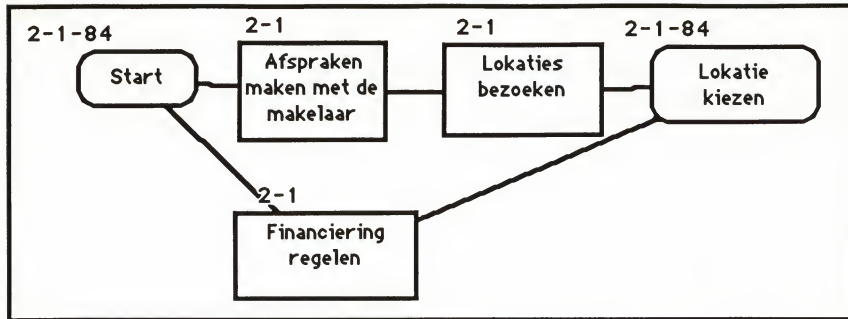 2-1-84
Start
2-1
Afspraken
maken met de
makelaar
2-1
Lokaties
bezoeken
2-1-84
Lokatie
kiezen
2-1
Financiering
regelen